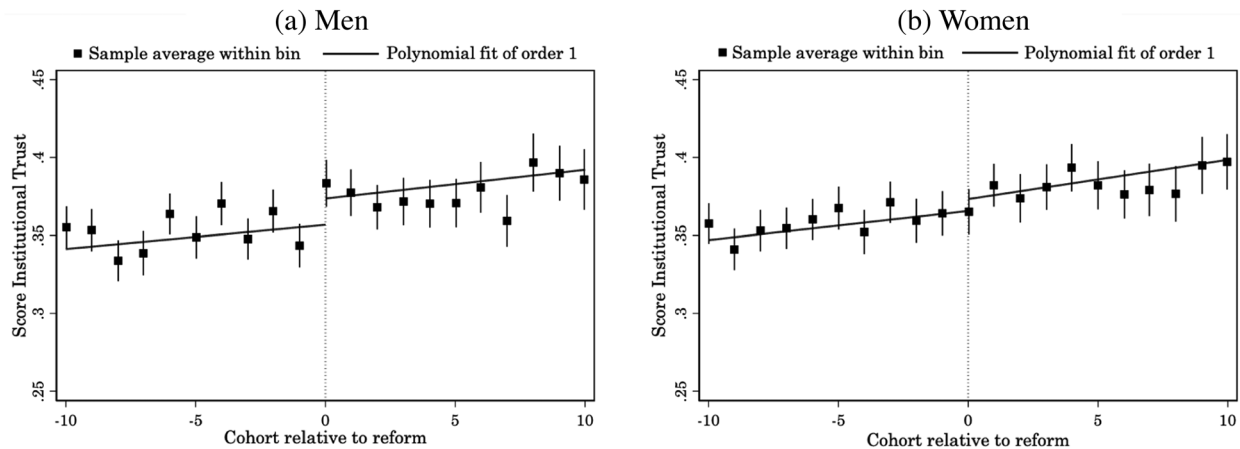 (a) Men
Sample average within bin
Polynomial fit of order 1
Score Institutional Trust
.45
.4
.35
.3
.25
-10
-5
0
5
10
Cohort relative to reform
(b) Women
Sample average within bin
Polynomial fit of order 1
Score Institutional Trust
.45
.4
.35
.3
.25
-10
-5
0
5
10
Cohort relative to reform